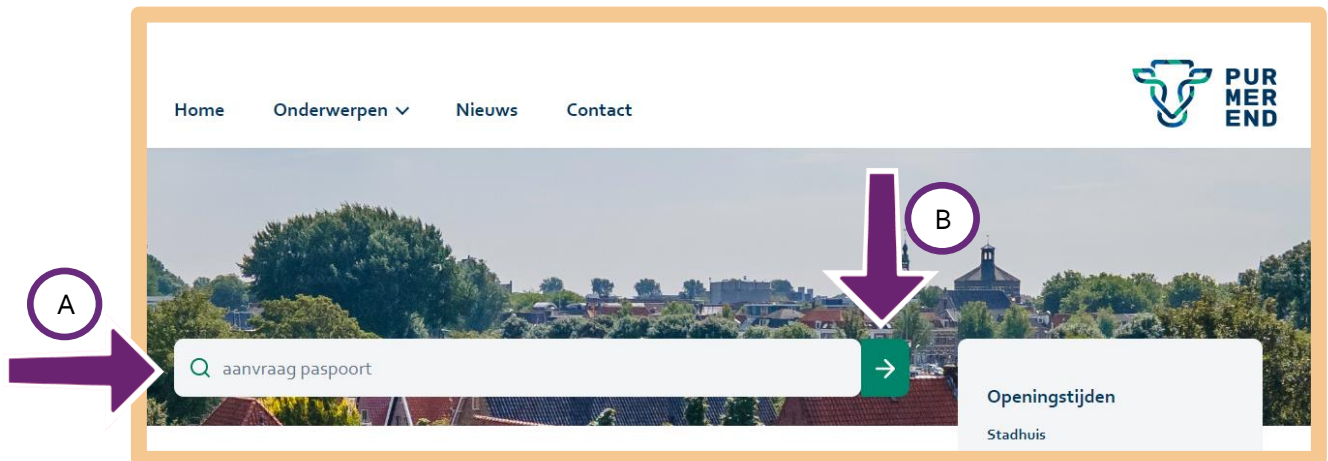 Home Onderwerpen Nieuws Contact
PUR
MER
END
B
A
aanvraag paspoort
Openingstijden
Stadhuis